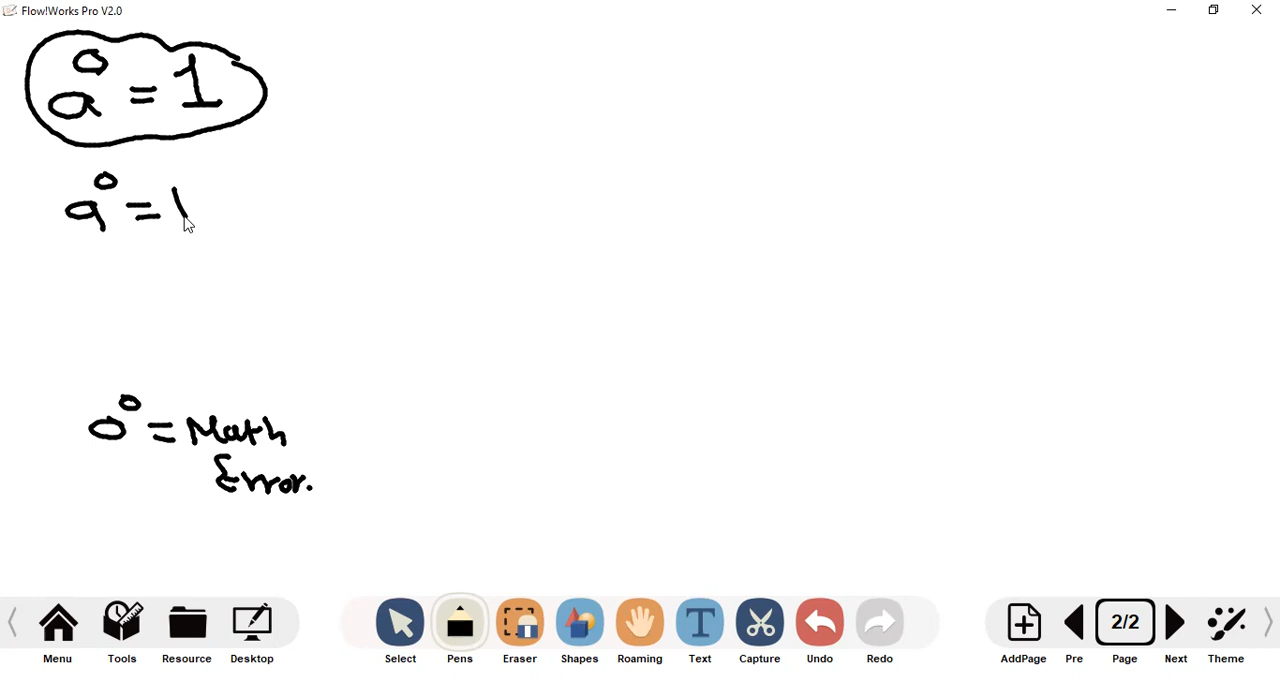 Flow!Works Pro V2.0
a⁰ = 1
a⁰ = 1
0⁰ = Math
Error.
2/2
Menu Tools Resource Desktop Select Pens Eraser Shapes Roaming Text Capture Undo Redo AddPage Pre Page Next Theme